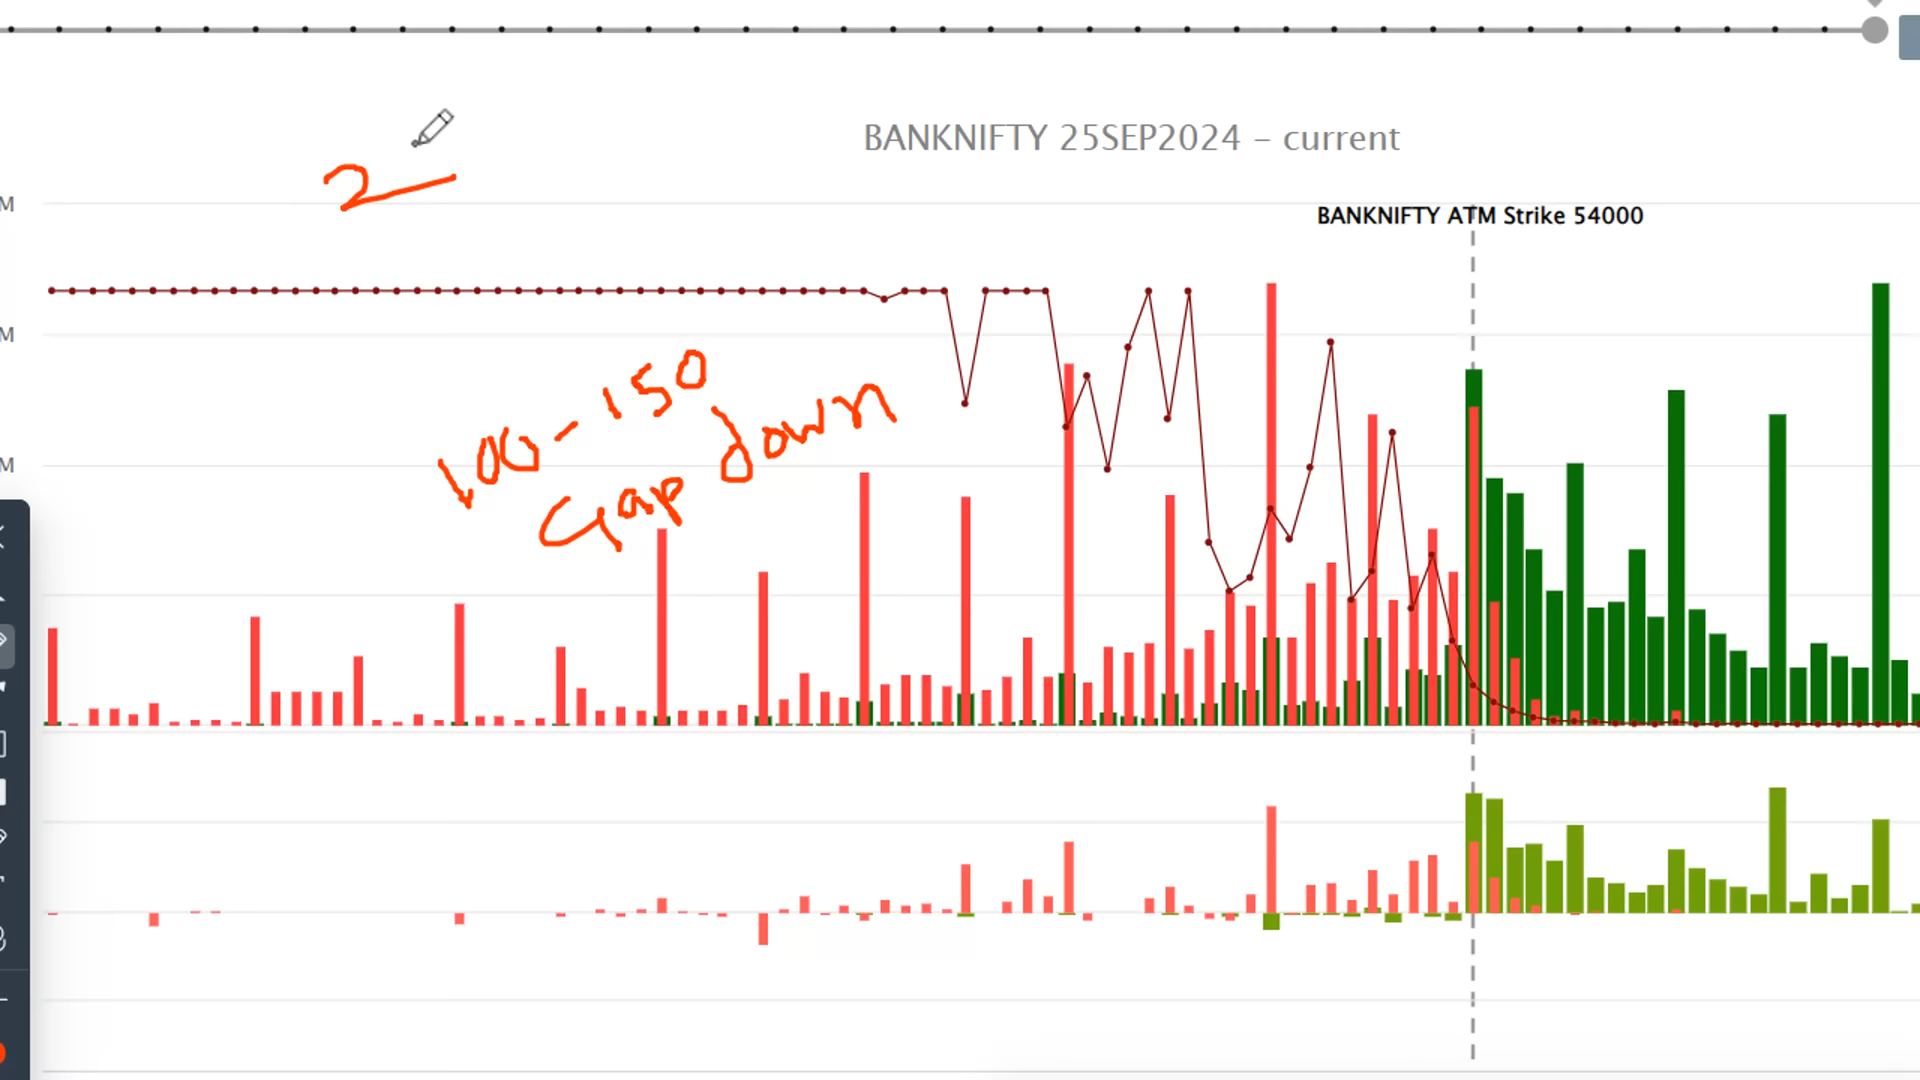 BANKNIFTY 25SEP2024 – current
2
M
BANKNIFTY ATM Strike 54000
M
100-150
Gap down
M